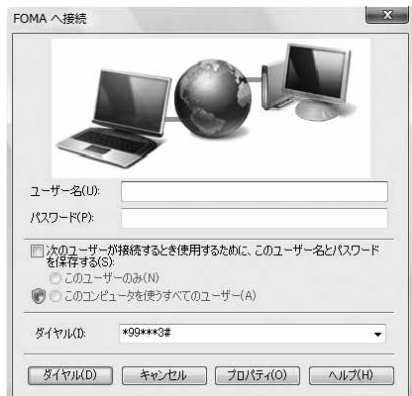 FOMA へ接続
ユーザー名(U):
パスワード(P):
次のユーザーが接続するとき使用するために、このユーザー名とパスワード
を保存する(S):
このユーザーのみ(N)
このコンピュータを使うすべてのユーザー(A)
ダイヤル(I): *99***3#
ダイヤル(D) キャンセル プロパティ(O) ヘルプ(H)